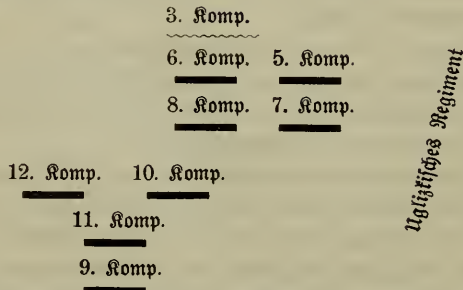 3. Komp.
6. Komp. 5. Komp.
8. Komp. 7. Komp.
12. Komp. 10. Komp.
11. Komp.
9. Komp.
Uglizkisches Regiment